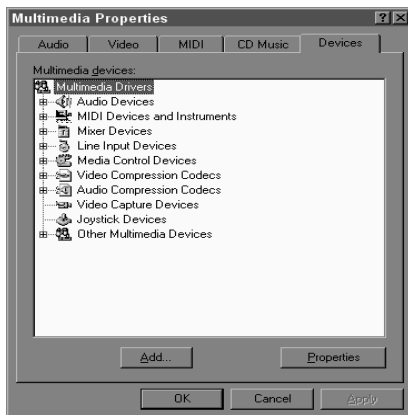 Multimedia Properties
Audio Video MIDI CD Music Devices
Multimedia devices:
Multimedia Drivers
Audio Devices
MIDI Devices and Instruments
Mixer Devices
Line Input Devices
Media Control Devices
Video Compression Codecs
Audio Compression Codecs
Video Capture Devices
Joystick Devices
Other Multimedia Devices
Add... Properties
OK Cancel Apply